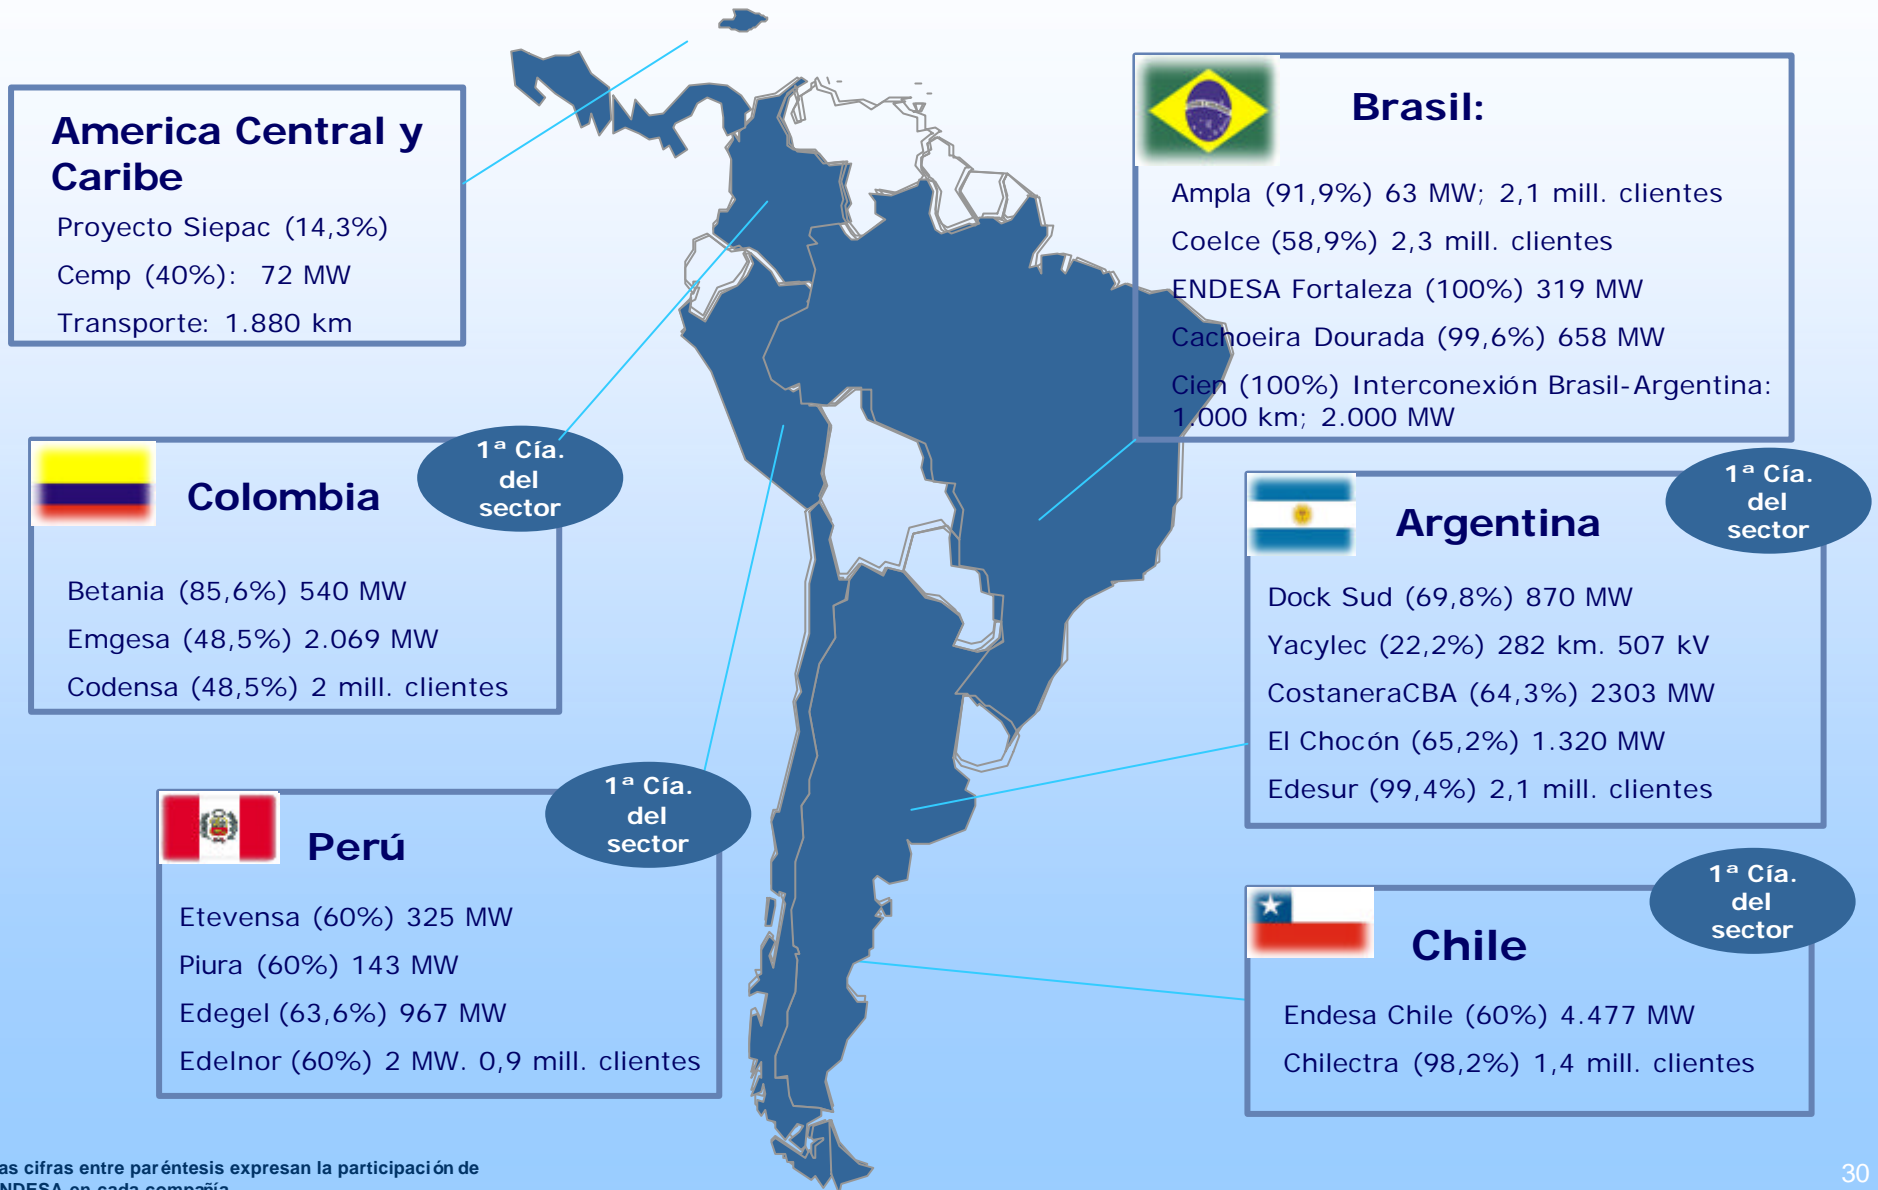 America Central y
Caribe
Proyecto Siepac (14,3%)
Cemp (40%): 72 MW
Transporte: 1.880 km
Brasil:
Ampla (91,9%) 63 MW; 2,1 mill. clientes
Coelce (58,9%) 2,3 mill. clientes
ENDESA Fortaleza (100%) 319 MW
Cachoeira Dourada (99,6%) 658 MW
Cien (100%) Interconexión Brasil-Argentina:
1.000 km; 2.000 MW
1ª Cía.
del
sector
Colombia
Betania (85,6%) 540 MW
Emgesa (48,5%) 2.069 MW
Codensa (48,5%) 2 mill. clientes
1ª Cía.
del
sector
Argentina
Dock Sud (69,8%) 870 MW
Yacylec (22,2%) 282 km. 507 kV
CostaneraCBA (64,3%) 2303 MW
El Chocón (65,2%) 1.320 MW
Edesur (99,4%) 2,1 mill. clientes
1ª Cía.
del
sector
Perú
Etevensa (60%) 325 MW
Piura (60%) 143 MW
Edegel (63,6%) 967 MW
Edelnor (60%) 2 MW. 0,9 mill. clientes
1ª Cía.
del
sector
Chile
Endesa Chile (60%) 4.477 MW
Chilectra (98,2%) 1,4 mill. clientes
as cifras entre paréntesis expresan la participación de
NDESA en cada compañía
30